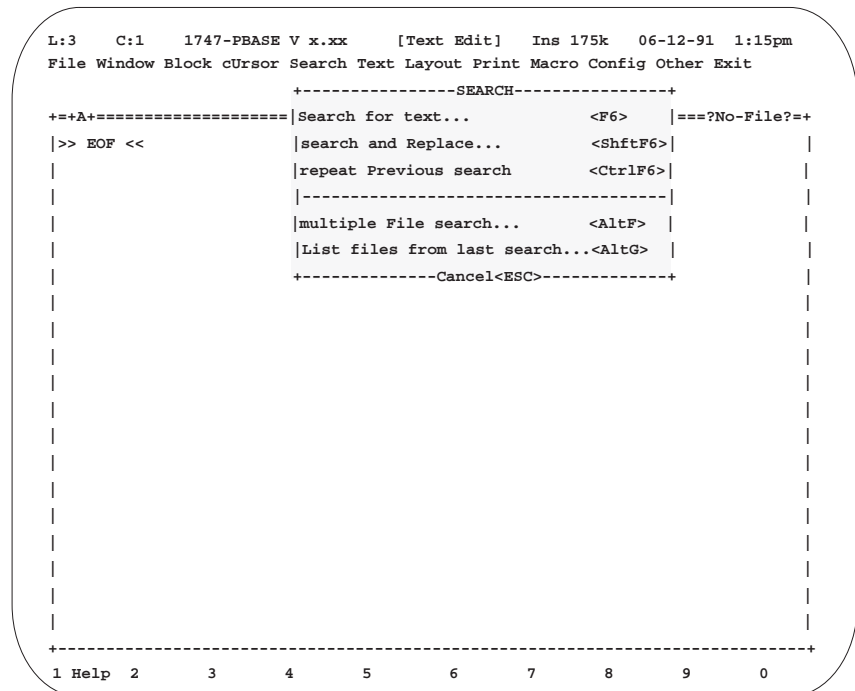 L:3 C:1 1747-PBASE V x.xx [Text Edit] Ins 175k 06-12-91 1:15pm
File Window Block cUrsor Search Text Layout Print Macro Config Other Exit
+----------------SEARCH----------------+
+=+A+====================|Search for text... <F6> |===?No-File?=+
|>> EOF << |search and Replace... <ShftF6>| |
| |repeat Previous search <CtrlF6>| |
| |--------------------------------------| |
| |multiple File search... <AltF> | |
| |List files from last search...<AltG> | |
| +--------------Cancel<ESC>-------------+ |
| |
| |
| |
| |
| |
| |
| |
| |
| |
| |
| |
| |
| |
+------------------------------------------------------------------------------+
1 Help 2 3 4 5 6 7 8 9 0